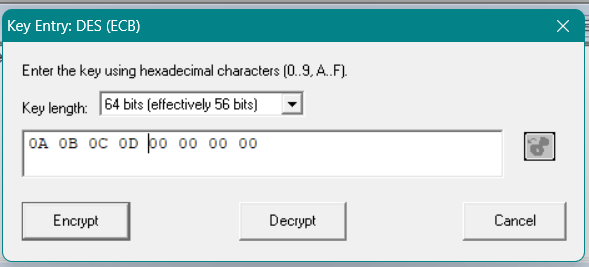 Key Entry: DES (ECB)
Enter the key using hexadecimal characters (0..9, A..F).
Key length: 64 bits (effectively 56 bits)
0A 0B 0C 0D 00 00 00 00
Encrypt Decrypt Cancel